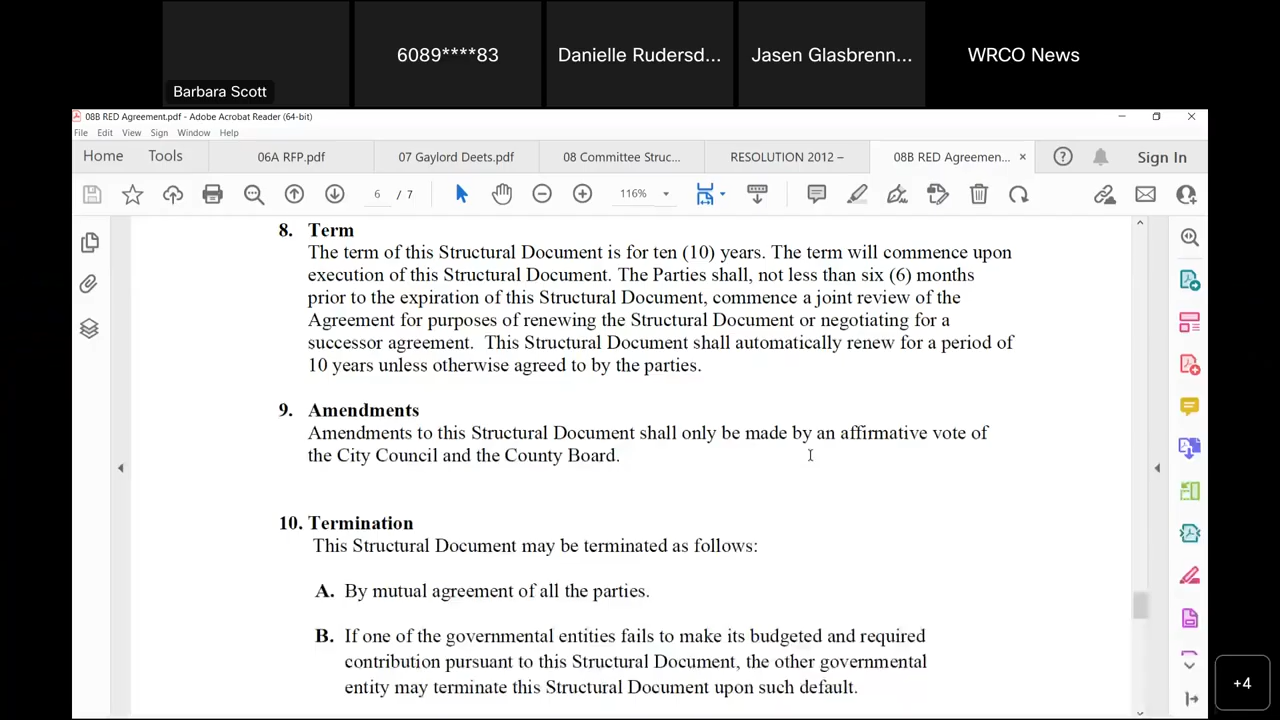 6089****83
Danielle Rudersd...
Jasen Glasbrenn...
WRCO News
Barbara Scott
08B RED Agreement.pdf - Adobe Acrobat Reader (64-bit)
File Edit View Sign Window Help
Home Tools 06A RFP.pdf 07 Gaylord Deets.pdf 08 Committee Struc... RESOLUTION 2012 – 08B RED Agreemen... × Sign In
6 / 7 116%
8. Term
The term of this Structural Document is for ten (10) years. The term will commence upon
execution of this Structural Document. The Parties shall, not less than six (6) months
prior to the expiration of this Structural Document, commence a joint review of the
Agreement for purposes of renewing the Structural Document or negotiating for a
successor agreement. This Structural Document shall automatically renew for a period of
10 years unless otherwise agreed to by the parties.
9. Amendments
Amendments to this Structural Document shall only be made by an affirmative vote of
the City Council and the County Board.
10. Termination
This Structural Document may be terminated as follows:
A. By mutual agreement of all the parties.
B. If one of the governmental entities fails to make its budgeted and required
contribution pursuant to this Structural Document, the other governmental
entity may terminate this Structural Document upon such default.
+4